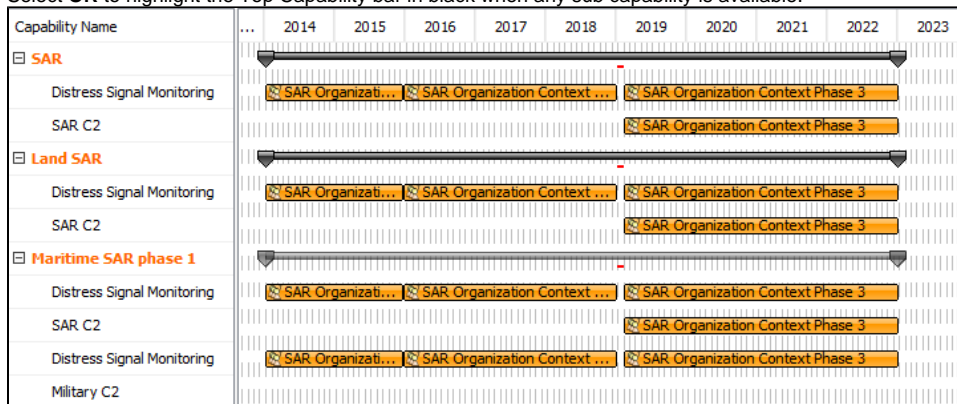 Select OR to highlight the Top Capability bar in black when any sub capability is available.
Capability Name ... 2014 2015 2016 2017 2018 2019 2020 2021 2022 2023
SAR
Distress Signal Monitoring SAR Organizati... SAR Organization Context ... SAR Organization Context Phase 3
SAR C2 SAR Organization Context Phase 3
Land SAR
Distress Signal Monitoring SAR Organizati... SAR Organization Context ... SAR Organization Context Phase 3
SAR C2 SAR Organization Context Phase 3
Maritime SAR phase 1
Distress Signal Monitoring SAR Organizati... SAR Organization Context ... SAR Organization Context Phase 3
SAR C2 SAR Organization Context Phase 3
Distress Signal Monitoring SAR Organizati... SAR Organization Context ... SAR Organization Context Phase 3
Military C2